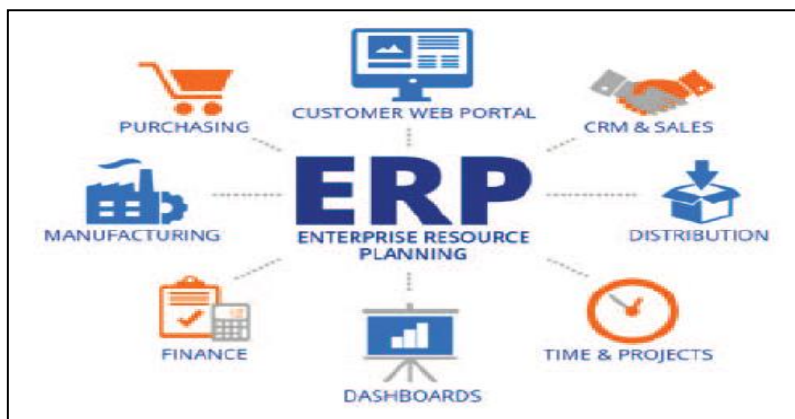 CUSTOMER WEB PORTAL
PURCHASING
CRM & SALES
ERP
ENTERPRISE RESOURCE
PLANNING
MANUFACTURING
DISTRIBUTION
FINANCE
TIME & PROJECTS
DASHBOARDS